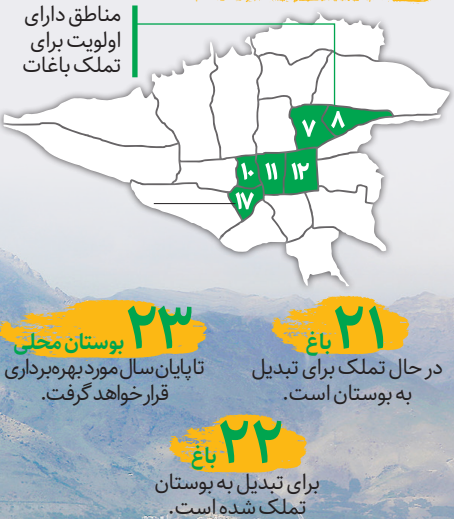 مناطق دارای
اولویت برای
تملک باغات
۷
۸
۱۰
۱۱
۱۲
۱۷
۲۱ باغ
در حال تملک برای تبدیل
به بوستان است.
۲۳ بوستان محلی
تا پایان سال مورد بهره‌برداری
قرار خواهد گرفت.
۲۲ باغ
برای تبدیل به بوستان
تملک شده است.